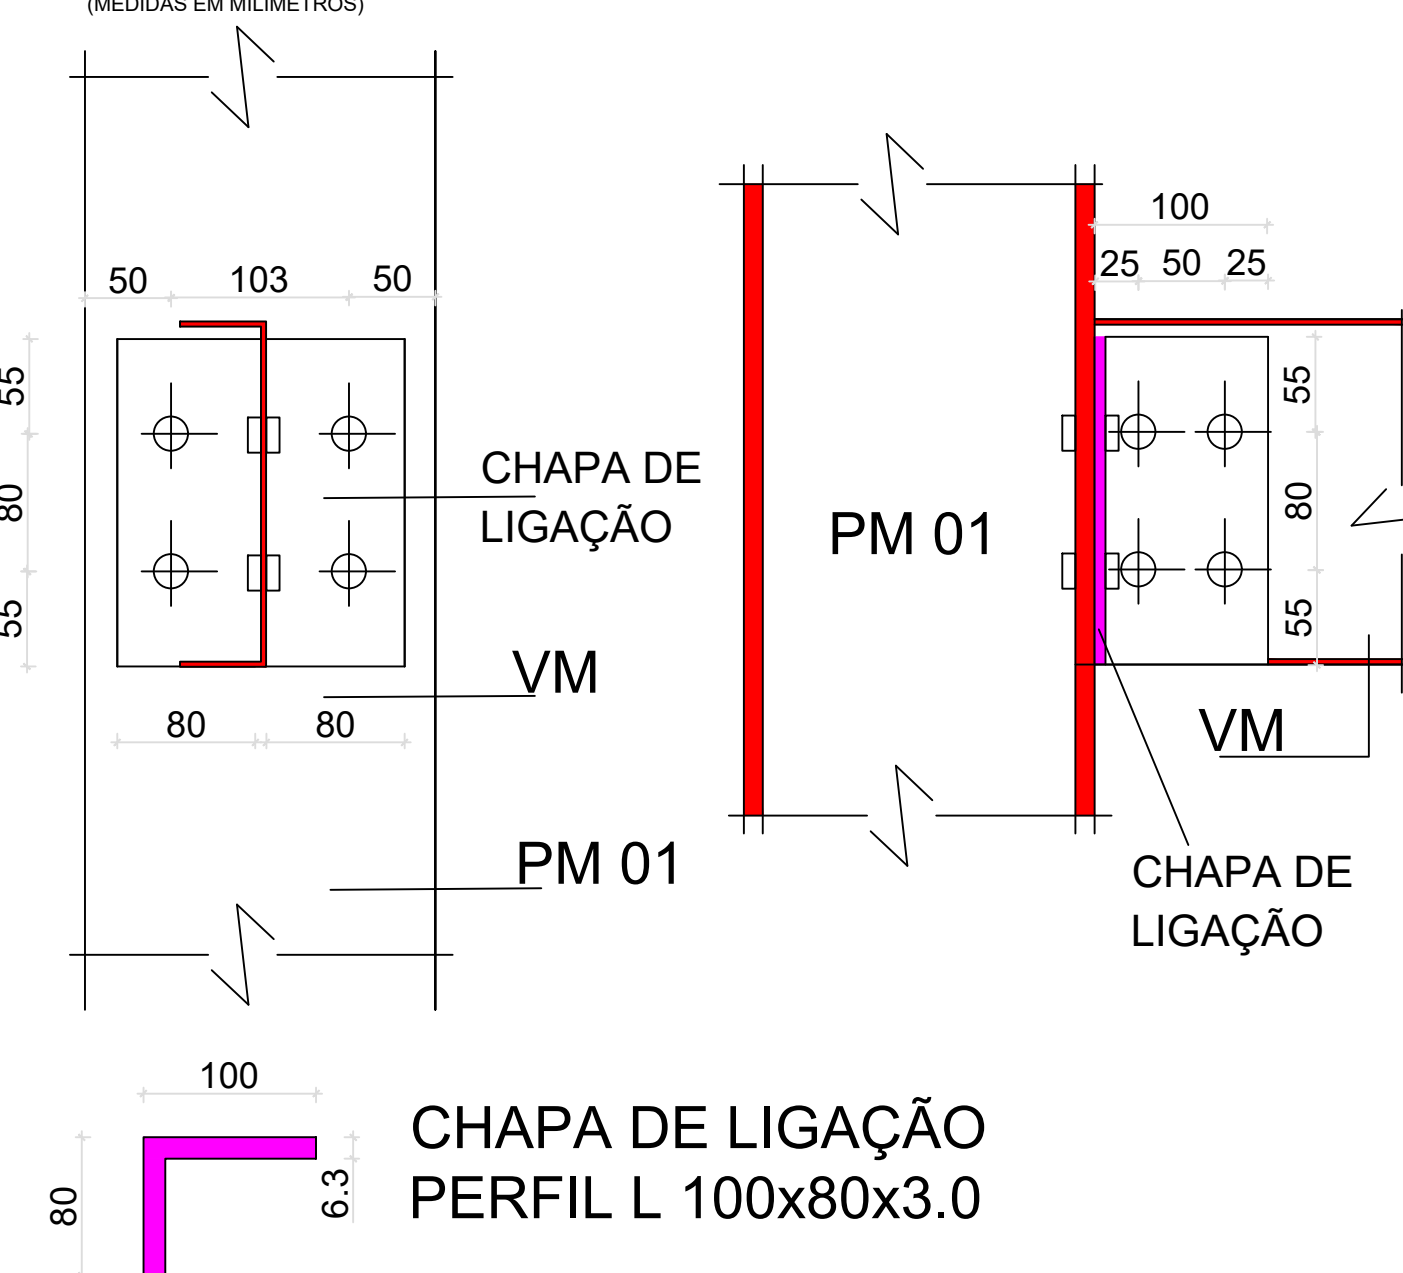 (MEDIDAS EM MILIMETROS)
50 103 50
55
80
55
CHAPA DE
LIGAÇÃO
VM
80 80
PM 01
100
25 50 25
55
80
55
PM 01
VM
CHAPA DE
LIGAÇÃO
100
80
6.3
CHAPA DE LIGAÇÃO
PERFIL L 100x80x3.0